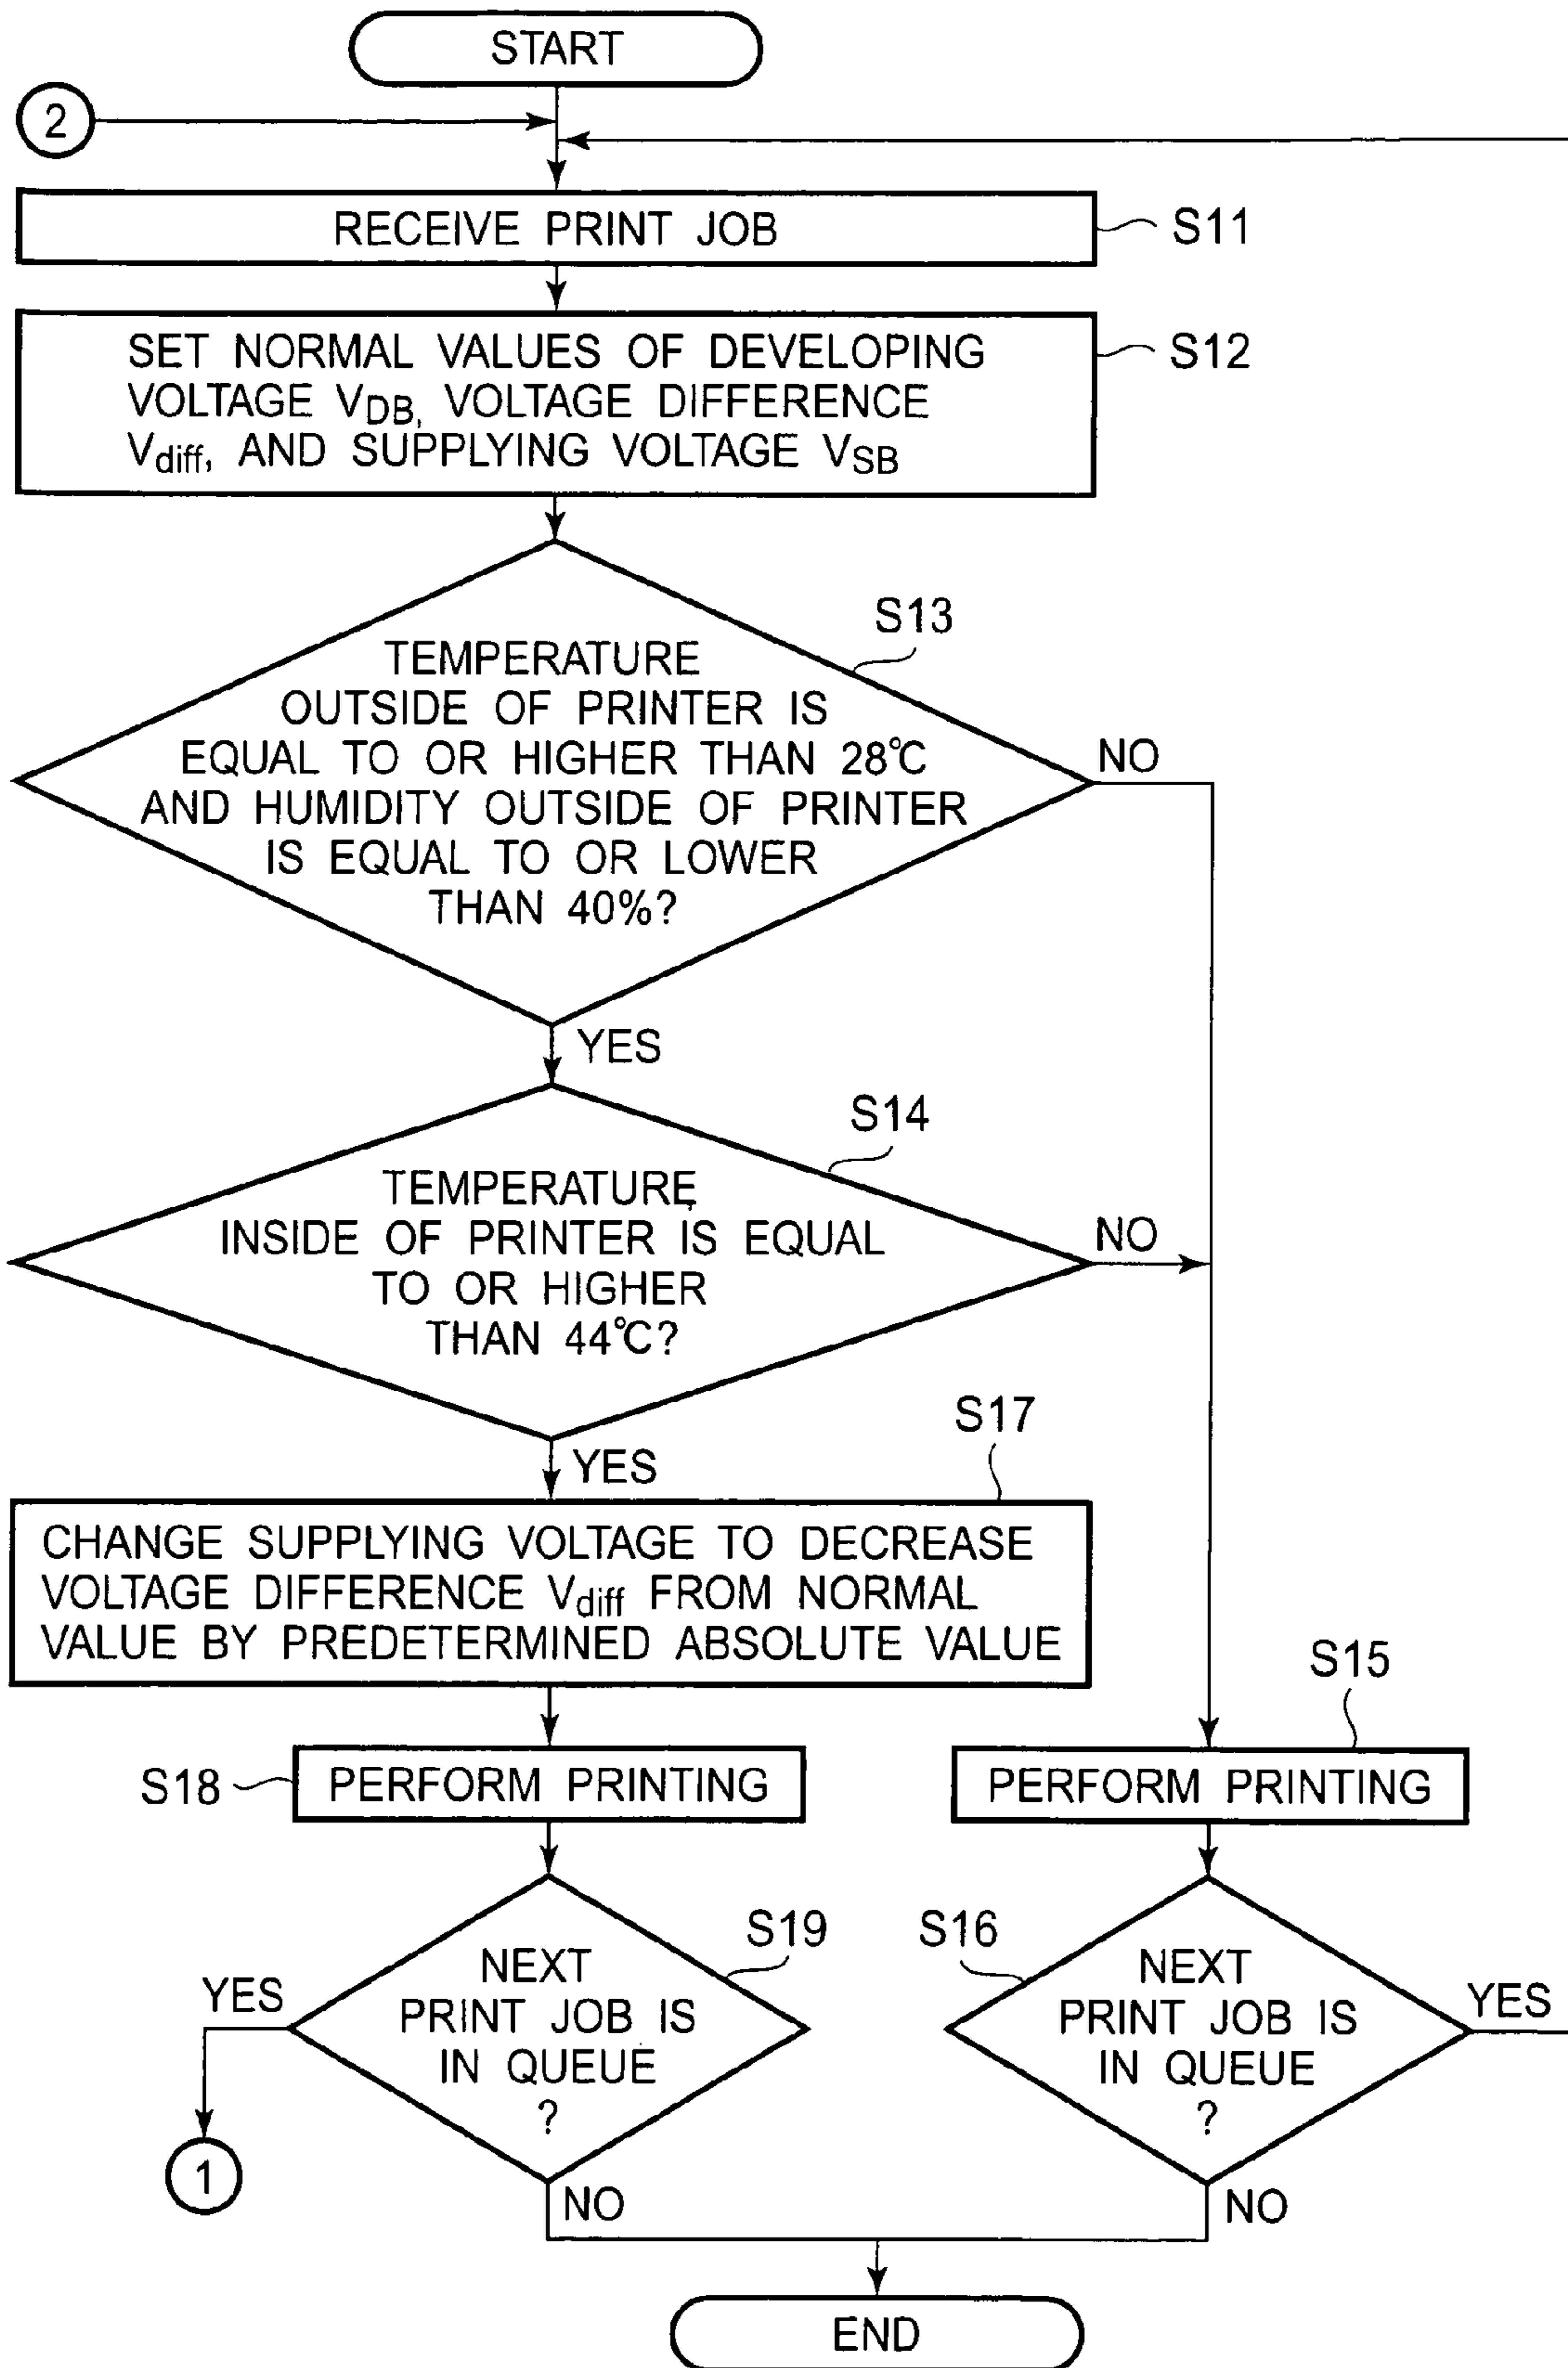 START
2
RECEIVE PRINT JOB
S11
SET NORMAL VALUES OF DEVELOPING
VOLTAGE VDB, VOLTAGE DIFFERENCE
Vdiff, AND SUPPLYING VOLTAGE VSB
S12
S13
TEMPERATURE
OUTSIDE OF PRINTER IS
EQUAL TO OR HIGHER THAN 28℃
AND HUMIDITY OUTSIDE OF PRINTER
IS EQUAL TO OR LOWER
THAN 40%?
NO
YES
S14
TEMPERATURE
INSIDE OF PRINTER IS EQUAL
TO OR HIGHER
THAN 44℃?
NO
YES
S17
CHANGE SUPPLYING VOLTAGE TO DECREASE
VOLTAGE DIFFERENCE Vdiff FROM NORMAL
VALUE BY PREDETERMINED ABSOLUTE VALUE
S15
S18
PERFORM PRINTING
PERFORM PRINTING
S19
NEXT
PRINT JOB IS
IN QUEUE
?
YES
1
NO
S16
NEXT
PRINT JOB IS
IN QUEUE
?
YES
NO
END